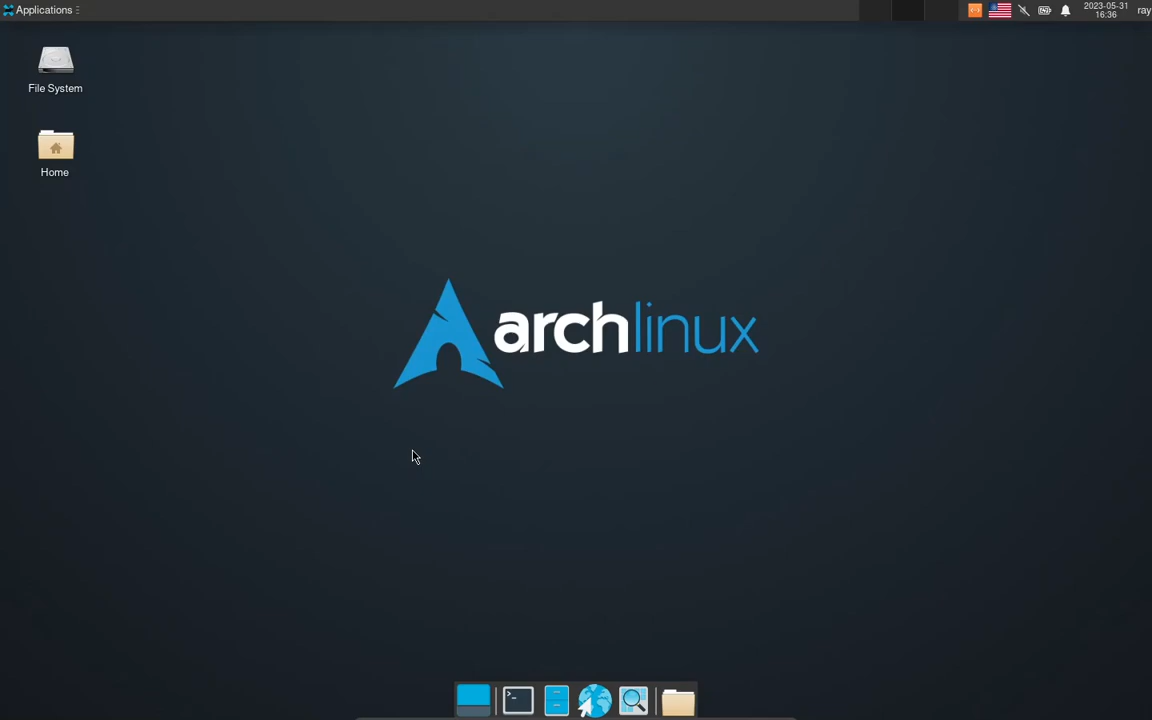 Applications
2023-05-31
16:36
ray
File System
Home
archlinux
>_